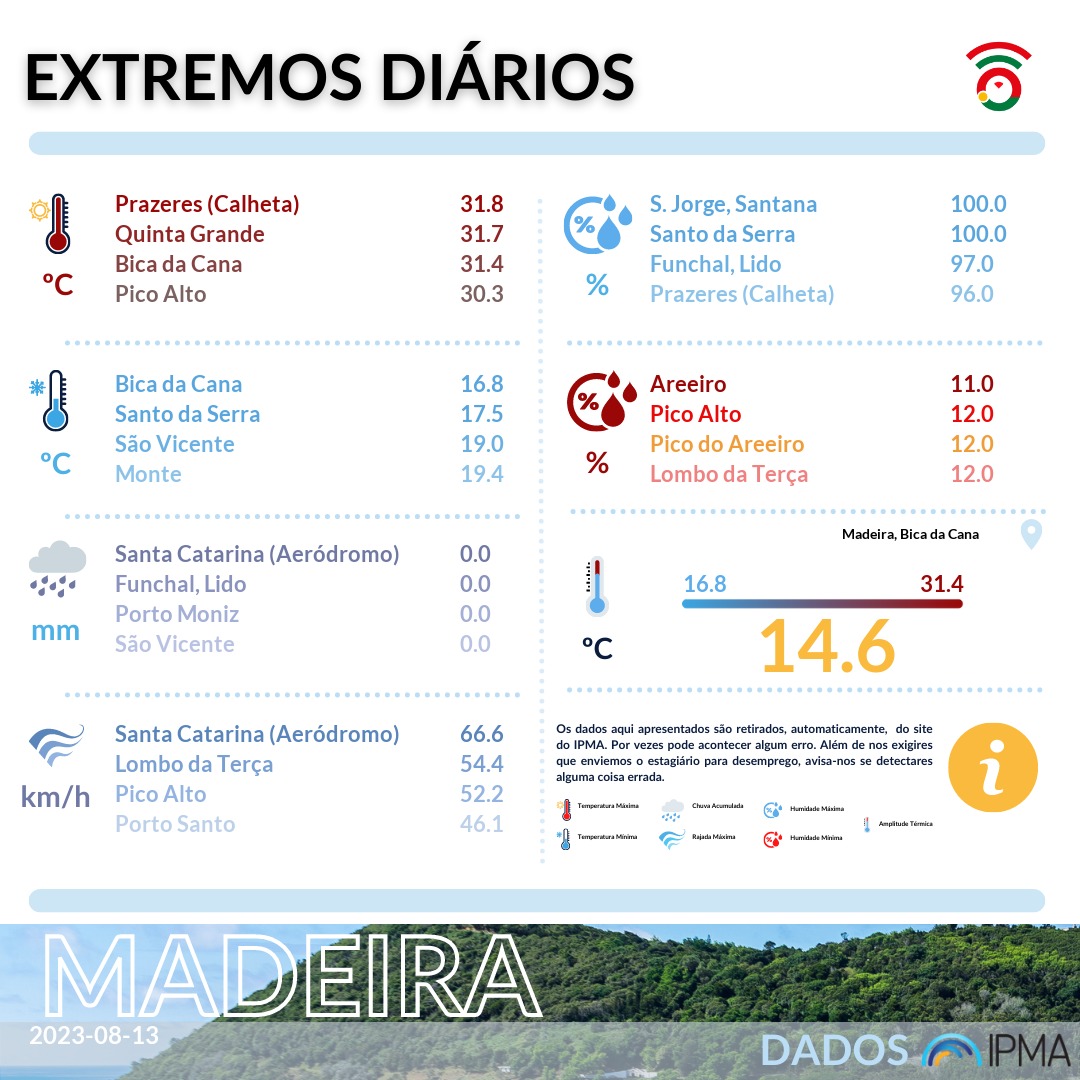 EXTREMOS DIÁRIOS
ºC
Prazeres (Calheta) 31.8
Quinta Grande 31.7
Bica da Cana 31.4
Pico Alto 30.3
%
%
S. Jorge, Santana 100.0
Santo da Serra 100.0
Funchal, Lido 97.0
Prazeres (Calheta) 96.0
ºC
Bica da Cana 16.8
Santo da Serra 17.5
São Vicente 19.0
Monte 19.4
%
%
Areeiro 11.0
Pico Alto 12.0
Pico do Areeiro 12.0
Lombo da Terça 12.0
mm
Santa Catarina (Aeródromo) 0.0
Funchal, Lido 0.0
Porto Moniz 0.0
São Vicente 0.0
Madeira, Bica da Cana
ºC
16.8 31.4
14.6
km/h
Santa Catarina (Aeródromo) 66.6
Lombo da Terça 54.4
Pico Alto 52.2
Porto Santo 46.1
Os dados aqui apresentados são retirados, automaticamente, do site
do IPMA. Por vezes pode acontecer algum erro. Além de nos exigires
que enviemos o estagiário para desemprego, avisa-nos se detectares
alguma coisa errada.
i
Temperatura Máxima
Chuva Acumulada
Humidade Máxima
Amplitude Térmica
Temperatura Mínima
Rajada Máxima
Humidade Mínima
MADEIRA
2023-08-13
DADOS IPMA